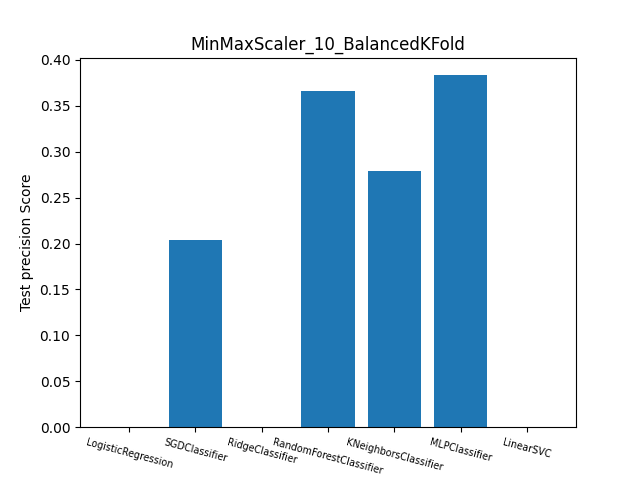 MinMaxScaler_10_BalancedKFold
Test precision Score
0.40
0.35
0.30
0.25
0.20
0.15
0.10
0.05
0.00
LogisticRegression
SGDClassifier
RidgeClassifier
RandomForestClassifier
KNeighborsClassifier
MLPClassifier
LinearSVC